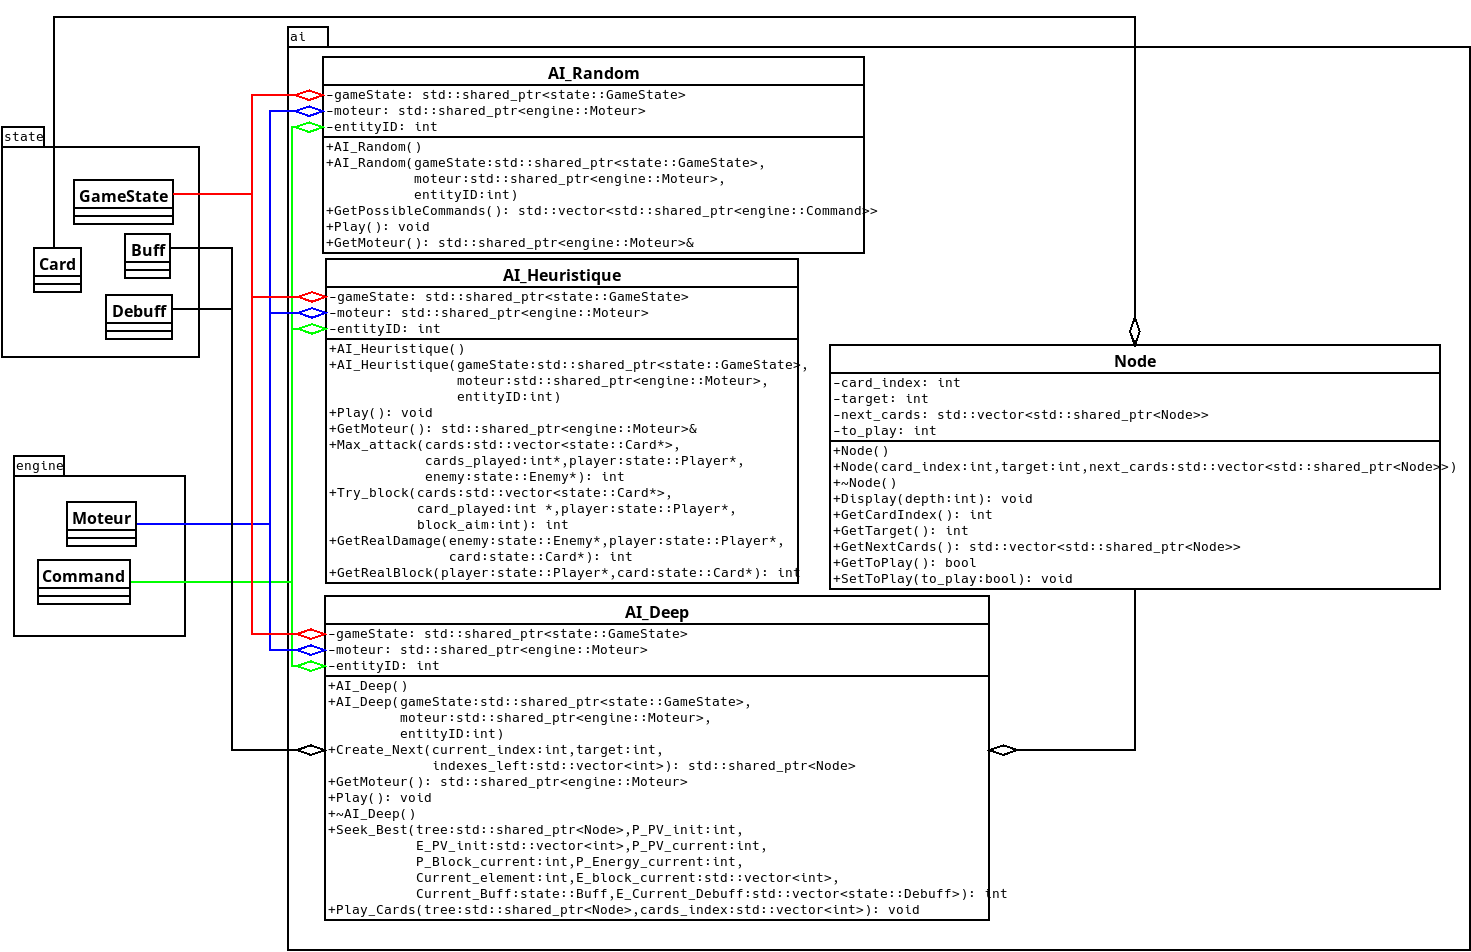 ai
AI_Random
-gameState: std::shared_ptr<state::GameState>
-moteur: std::shared_ptr<engine::Moteur>
-entityID: int
+AI_Random()
+AI_Random(gameState:std::shared_ptr<state::GameState>,
moteur:std::shared_ptr<engine::Moteur>,
entityID:int)
+GetPossibleCommands(): std::vector<std::shared_ptr<engine::Command>>
+Play(): void
+GetMoteur(): std::shared_ptr<engine::Moteur>&
state
GameState
Buff
Card
Debuff
AI_Heuristique
-gameState: std::shared_ptr<state::GameState>
-moteur: std::shared_ptr<engine::Moteur>
-entityID: int
+AI_Heuristique()
+AI_Heuristique(gameState:std::shared_ptr<state::GameState>,
moteur:std::shared_ptr<engine::Moteur>,
entityID:int)
+Play(): void
+GetMoteur(): std::shared_ptr<engine::Moteur>&
+Max_attack(cards:std::vector<state::Card*>,
cards_played:int*,player:state::Player*,
enemy:state::Enemy*): int
+Try_block(cards:std::vector<state::Card*>,
card_played:int *,player:state::Player*,
block_aim:int): int
+GetRealDamage(enemy:state::Enemy*,player:state::Player*,
card:state::Card*): int
+GetRealBlock(player:state::Player*,card:state::Card*): int
Node
-card_index: int
-target: int
-next_cards: std::vector<std::shared_ptr<Node>>
-to_play: int
+Node()
+Node(card_index:int,target:int,next_cards:std::vector<std::shared_ptr<Node>>)
+~Node()
+Display(depth:int): void
+GetCardIndex(): int
+GetTarget(): int
+GetNextCards(): std::vector<std::shared_ptr<Node>>
+GetToPlay(): bool
+SetToPlay(to_play:bool): void
engine
Moteur
Command
AI_Deep
-gameState: std::shared_ptr<state::GameState>
-moteur: std::shared_ptr<engine::Moteur>
-entityID: int
+AI_Deep()
+AI_Deep(gameState:std::shared_ptr<state::GameState>,
moteur:std::shared_ptr<engine::Moteur>,
entityID:int)
+Create_Next(current_index:int,target:int,
indexes_left:std::vector<int>): std::shared_ptr<Node>
+GetMoteur(): std::shared_ptr<engine::Moteur>
+Play(): void
+~AI_Deep()
+Seek_Best(tree:std::shared_ptr<Node>,P_PV_init:int,
E_PV_init:std::vector<int>,P_PV_current:int,
P_Block_current:int,P_Energy_current:int,
Current_element:int,E_block_current:std::vector<int>,
Current_Buff:state::Buff,E_Current_Debuff:std::vector<state::Debuff>): int
+Play_Cards(tree:std::shared_ptr<Node>,cards_index:std::vector<int>): void